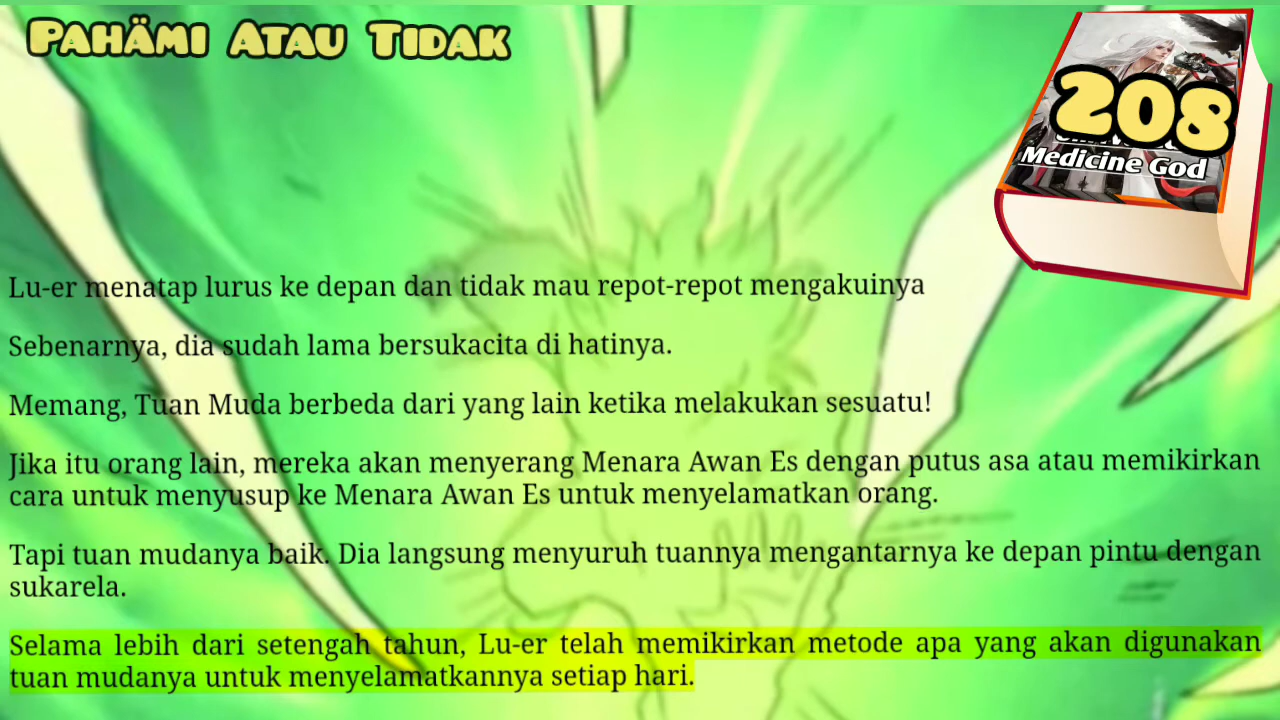 PAHÄMI ATAU TIDAK
208
Medicine God
Lu-er menatap lurus ke depan dan tidak mau repot-repot mengakuinya
Sebenarnya, dia sudah lama bersukacita di hatinya.
Memang, Tuan Muda berbeda dari yang lain ketika melakukan sesuatu!
Jika itu orang lain, mereka akan menyerang Menara Awan Es dengan putus asa atau memikirkan
cara untuk menyusup ke Menara Awan Es untuk menyelamatkan orang.
Tapi tuan mudanya baik. Dia langsung menyuruh tuannya mengantarnya ke depan pintu dengan
sukarela.
Selama lebih dari setengah tahun, Lu-er telah memikirkan metode apa yang akan digunakan
tuan mudanya untuk menyelamatkannya setiap hari.